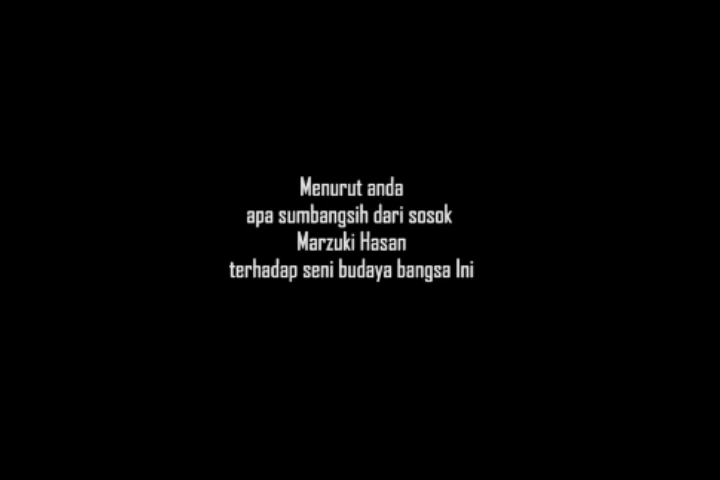 Menurut anda
apa sumbangsih dari sosok
Marzuki Hasan
terhadap seni budaya bangsa Ini